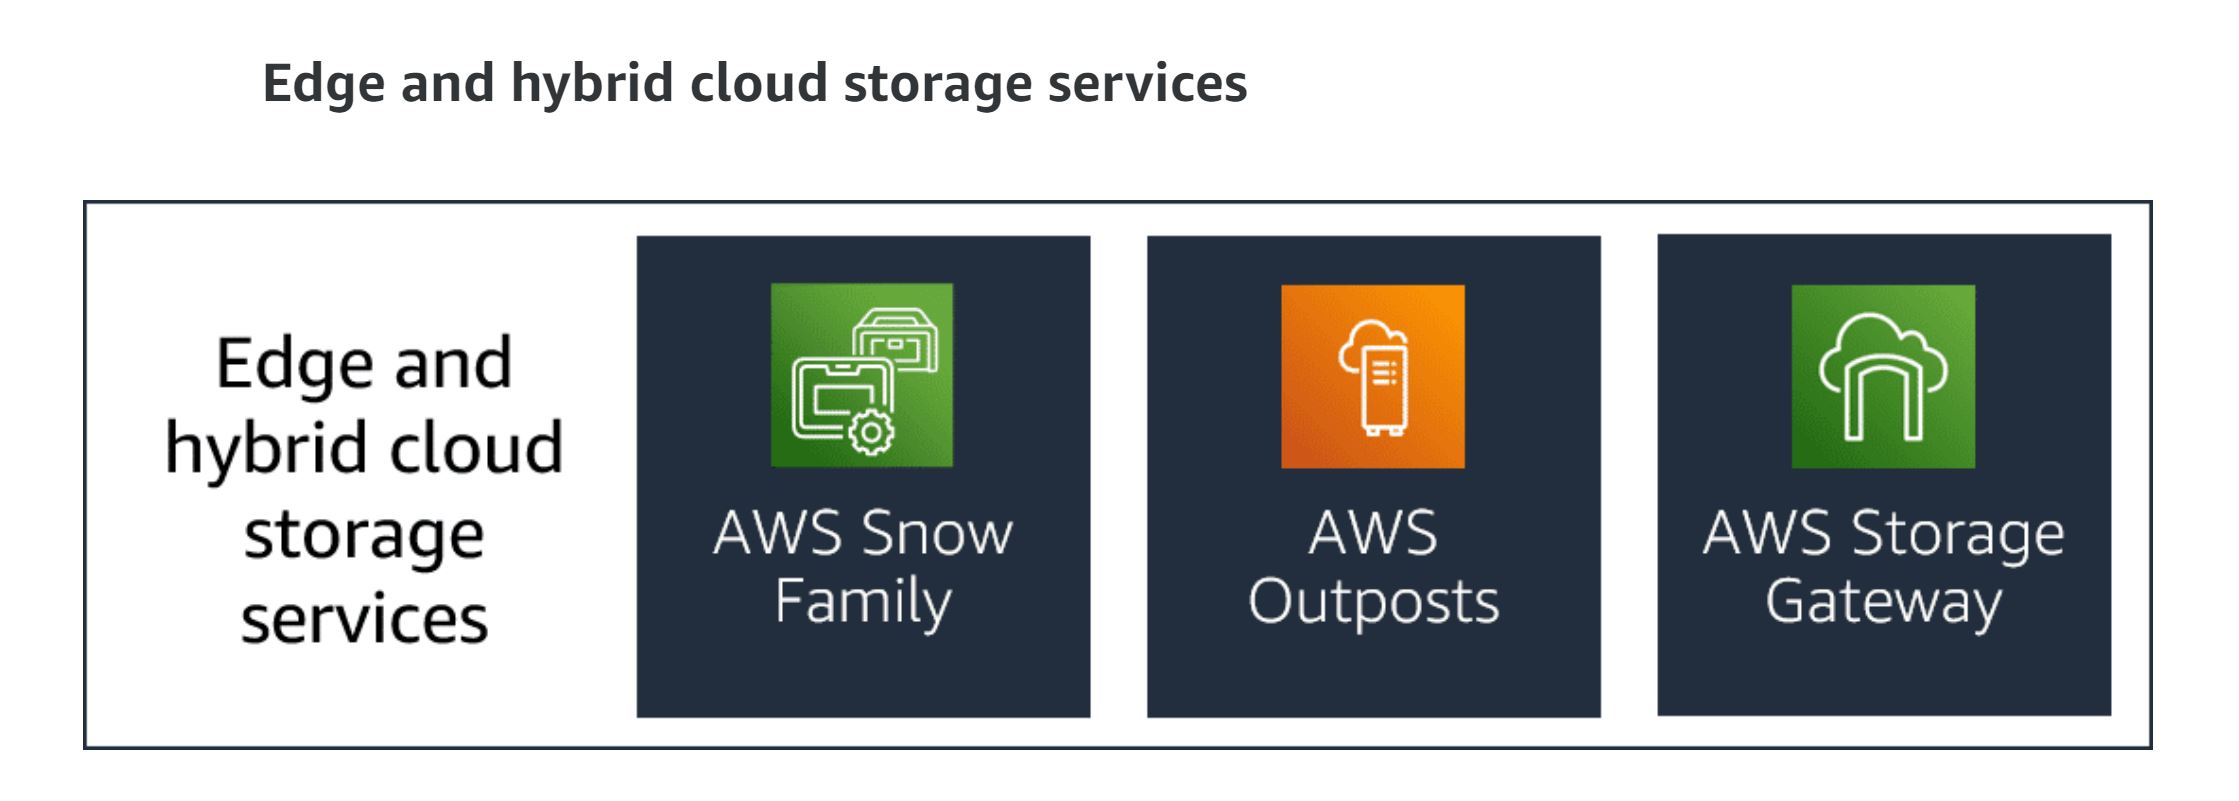 Edge and hybrid cloud storage services
Edge and
hybrid cloud
storage
services
AWS Snow
Family
AWS
Outposts
AWS Storage
Gateway